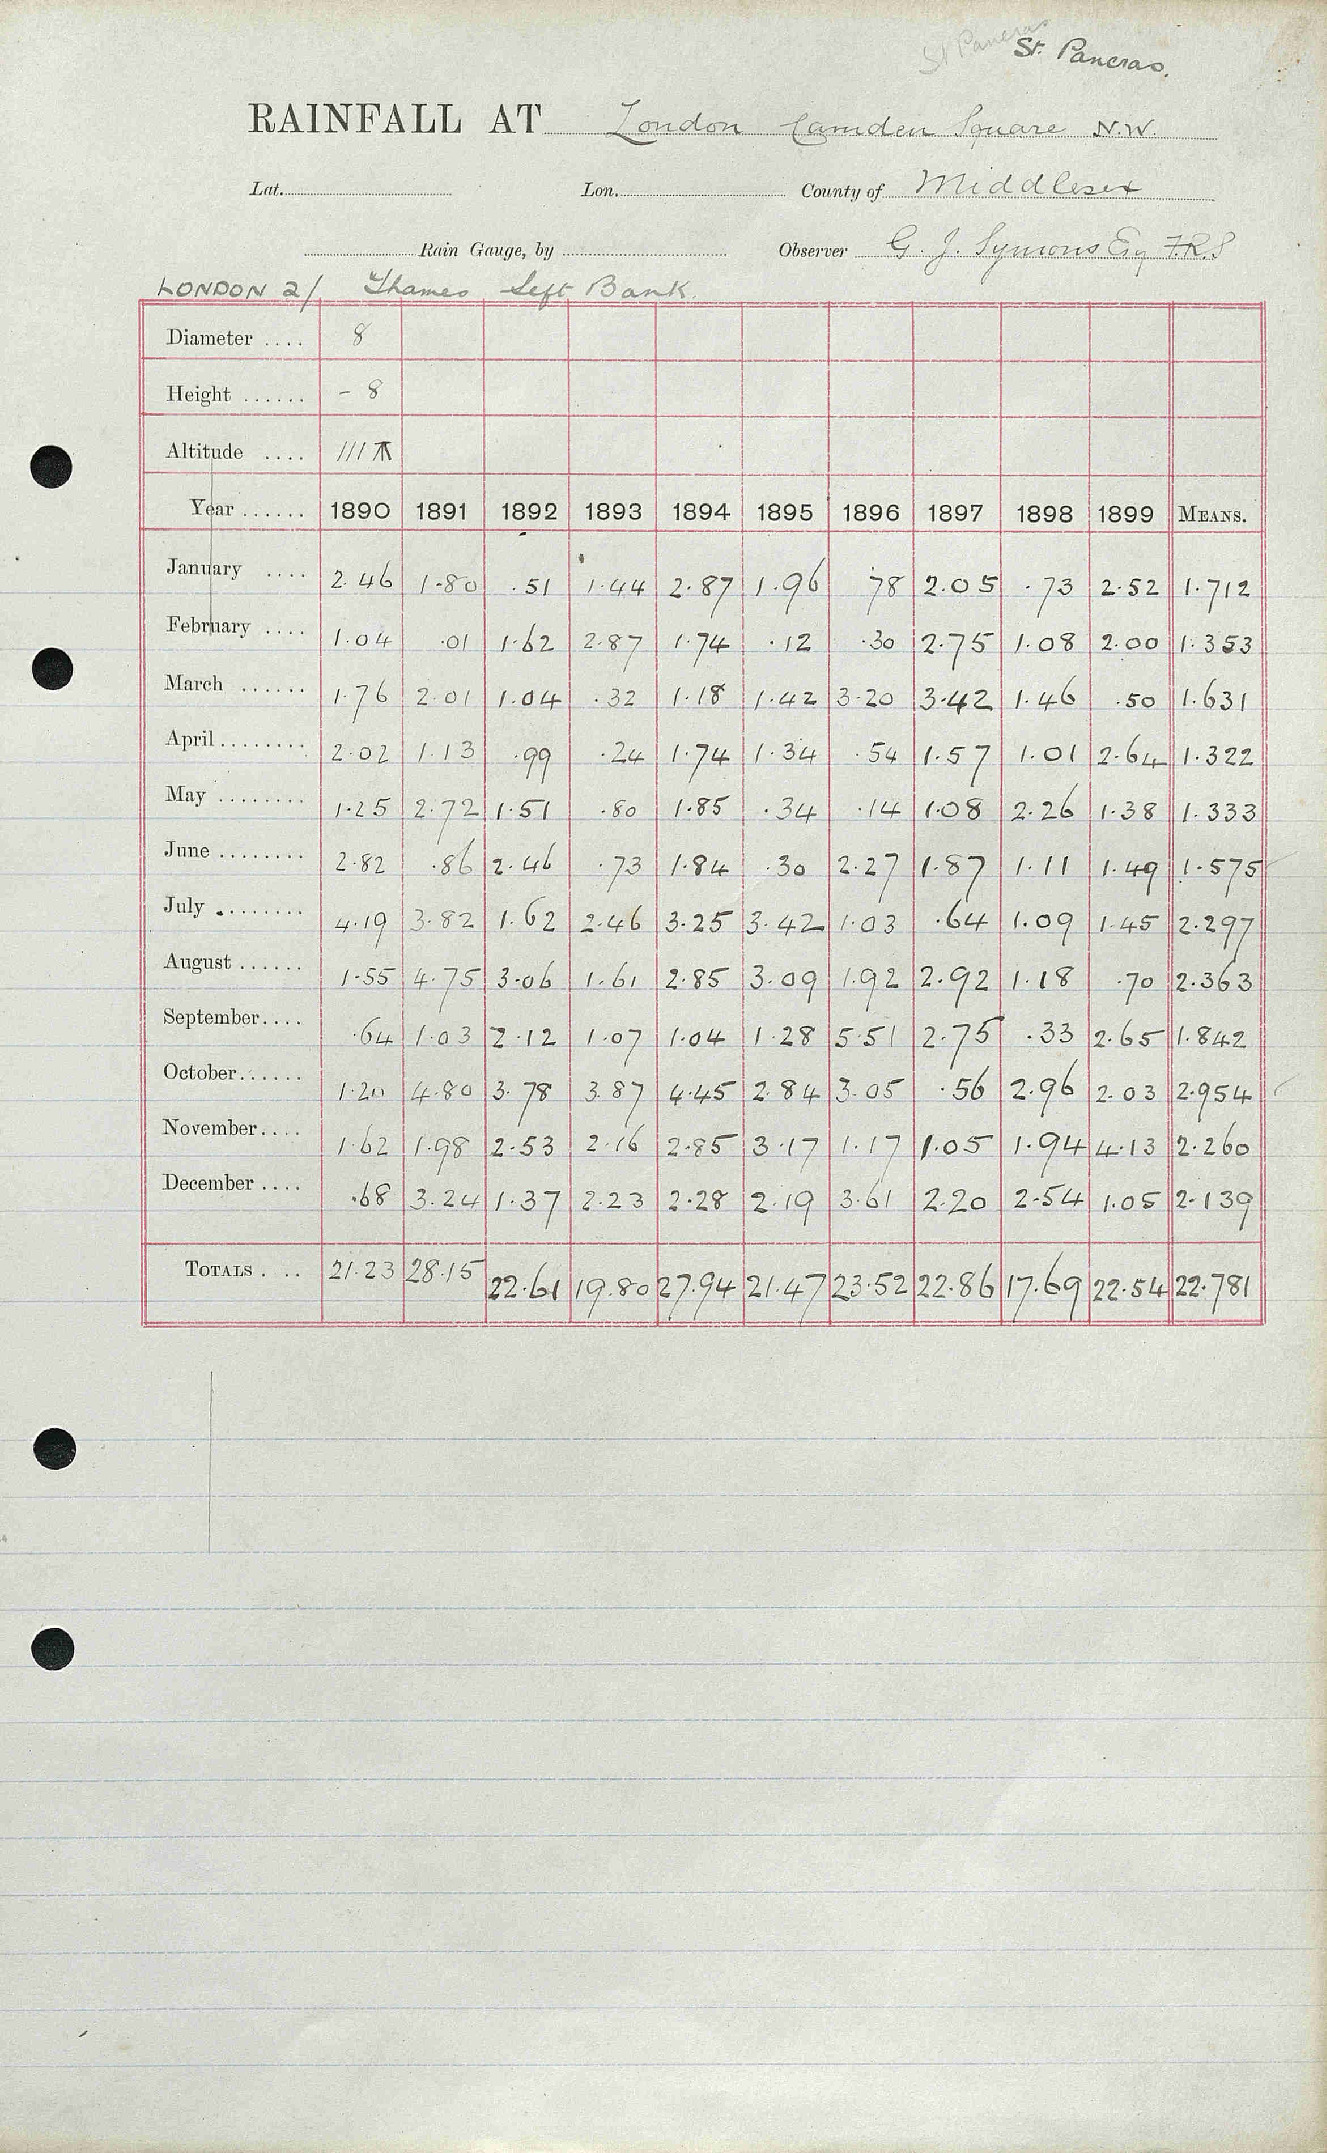 St Pancras St. Pancras.
RAINFALL AT London Camden Square N.W.
Lat. Lon. County of Middlesex
Rain Gauge, by Observer G. J. Symons Esq F.R.S
LONDON 2/ Thames Left Bank
Diameter .... 8
Height ...... - 8
Altitude .... 111
Year ...... 1890 1891 1892 1893 1894 1895 1896 1897 1898 1899 MEANS.
January .... 2.46 1.80 .51 1.44 2.87 1.96 .78 2.05 .73 2.52 1.712
February .... 1.04 .01 1.62 2.87 1.74 .12 .30 2.75 1.08 2.00 1.353
March ...... 1.76 2.01 1.04 .32 1.18 1.42 3.20 3.42 1.46 .50 1.631
April ........ 2.02 1.13 .99 .24 1.74 1.34 .54 1.57 1.01 2.64 1.322
May ........ 1.25 2.72 1.51 .80 1.85 .34 .14 1.08 2.26 1.38 1.333
June ........ 2.82 .86 2.46 .73 1.84 .30 2.27 1.87 1.11 1.49 1.575
July ........ 4.19 3.82 1.62 2.46 3.25 3.42 1.03 .64 1.09 1.45 2.297
August ...... 1.55 4.75 3.06 1.61 2.85 3.09 1.92 2.92 1.18 .70 2.363
September.... .64 1.03 2.12 1.07 1.04 1.28 5.51 2.75 .33 2.65 1.842
October...... 1.20 4.80 3.78 3.87 4.45 2.84 3.05 .56 2.96 2.03 2.954
November.... 1.62 1.98 2.53 2.16 2.85 3.17 1.17 1.05 1.94 4.13 2.260
December .... .68 3.24 1.37 2.23 2.28 2.19 3.61 2.20 2.54 1.05 2.139
TOTALS .... 21.23 28.15 22.61 19.80 27.94 21.47 23.52 22.86 17.69 22.54 22.781